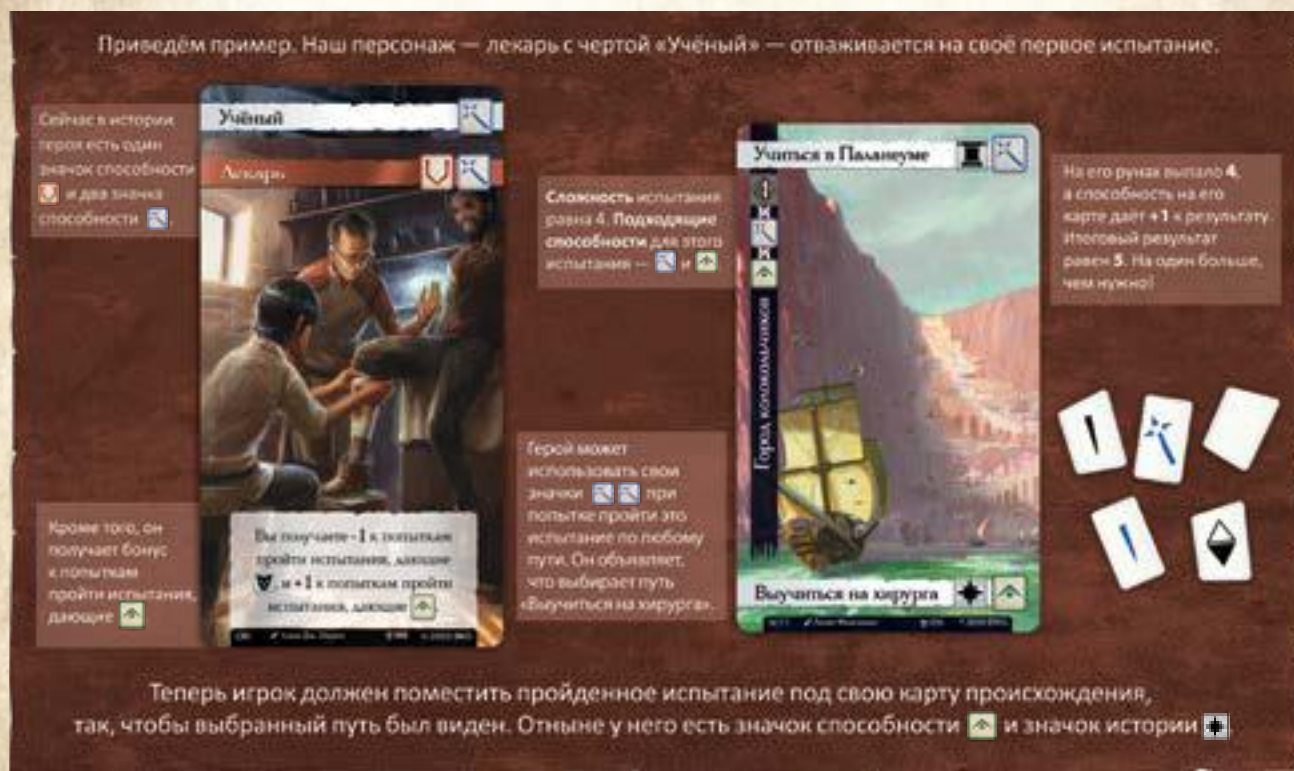 Приведём пример. Наш персонаж — лекарь с чертой «Учёный» — отваживается на своё первое испытание.
Сейчас в истории
героя есть один
значок способности
и два значка
способности .
Учёный
Лекарь
Вы получаете -1 к попыткам
пройти испытания, дающие
, и +1 к попыткам пройти
испытания, дающие .
Кроме того, он
получает бонус
к попыткам
пройти испытания,
дающие
Сложность испытания
равна 4. Подходящие
способности для этого
испытания — и
Герой может
использовать свои
значки при
попытке пройти это
испытание по любому
пути. Он объявляет,
что выбирает путь
«Выучиться на хирурга».
Учиться в Паланеуме
4
и
и
Город колокольчиков
Выучиться на хирурга
На его рунах выпало 4,
а способность на его
карте даёт +1 к результату.
Итоговый результат
равен 5. На один больше,
чем нужно!
Теперь игрок должен поместить пройденное испытание под свою карту происхождения,
так, чтобы выбранный путь был виден. Отныне у него есть значок способности и значок истории .